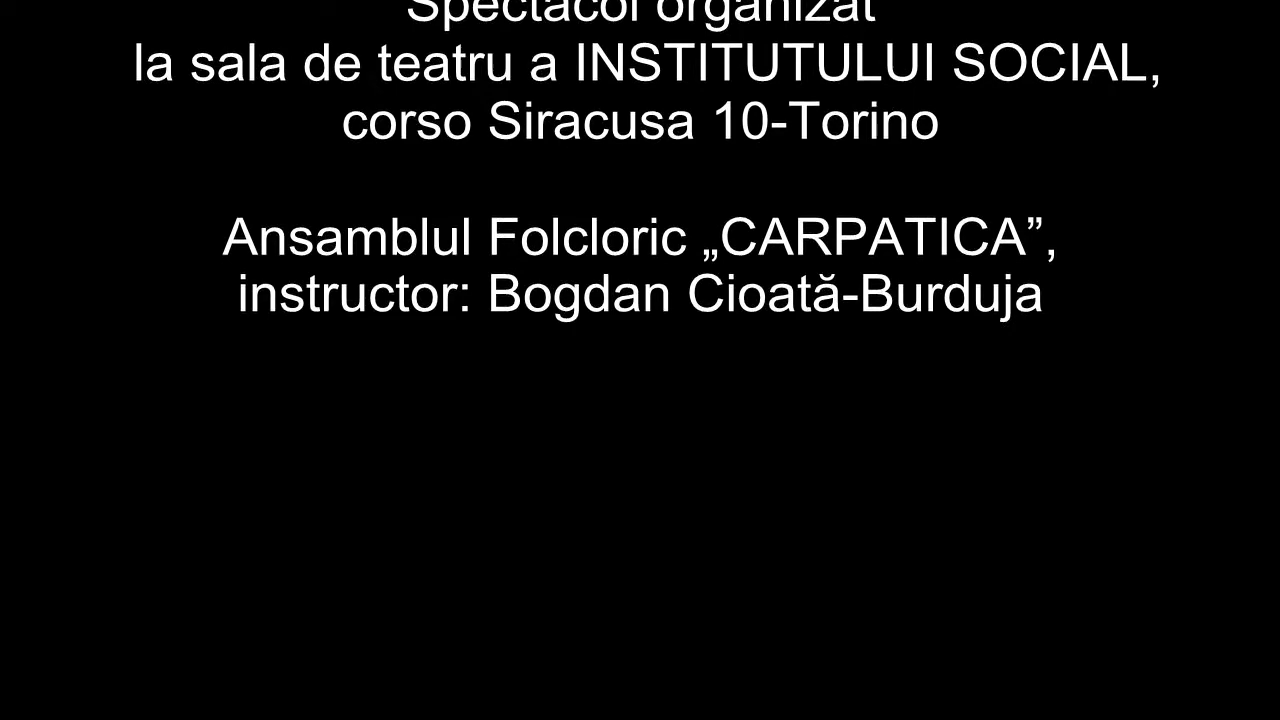 Spectacol organizat
la sala de teatru a INSTITUTULUI SOCIAL,
corso Siracusa 10-Torino
Ansamblul Folcloric „CARPATICA”,
instructor: Bogdan Cioată-Burduja